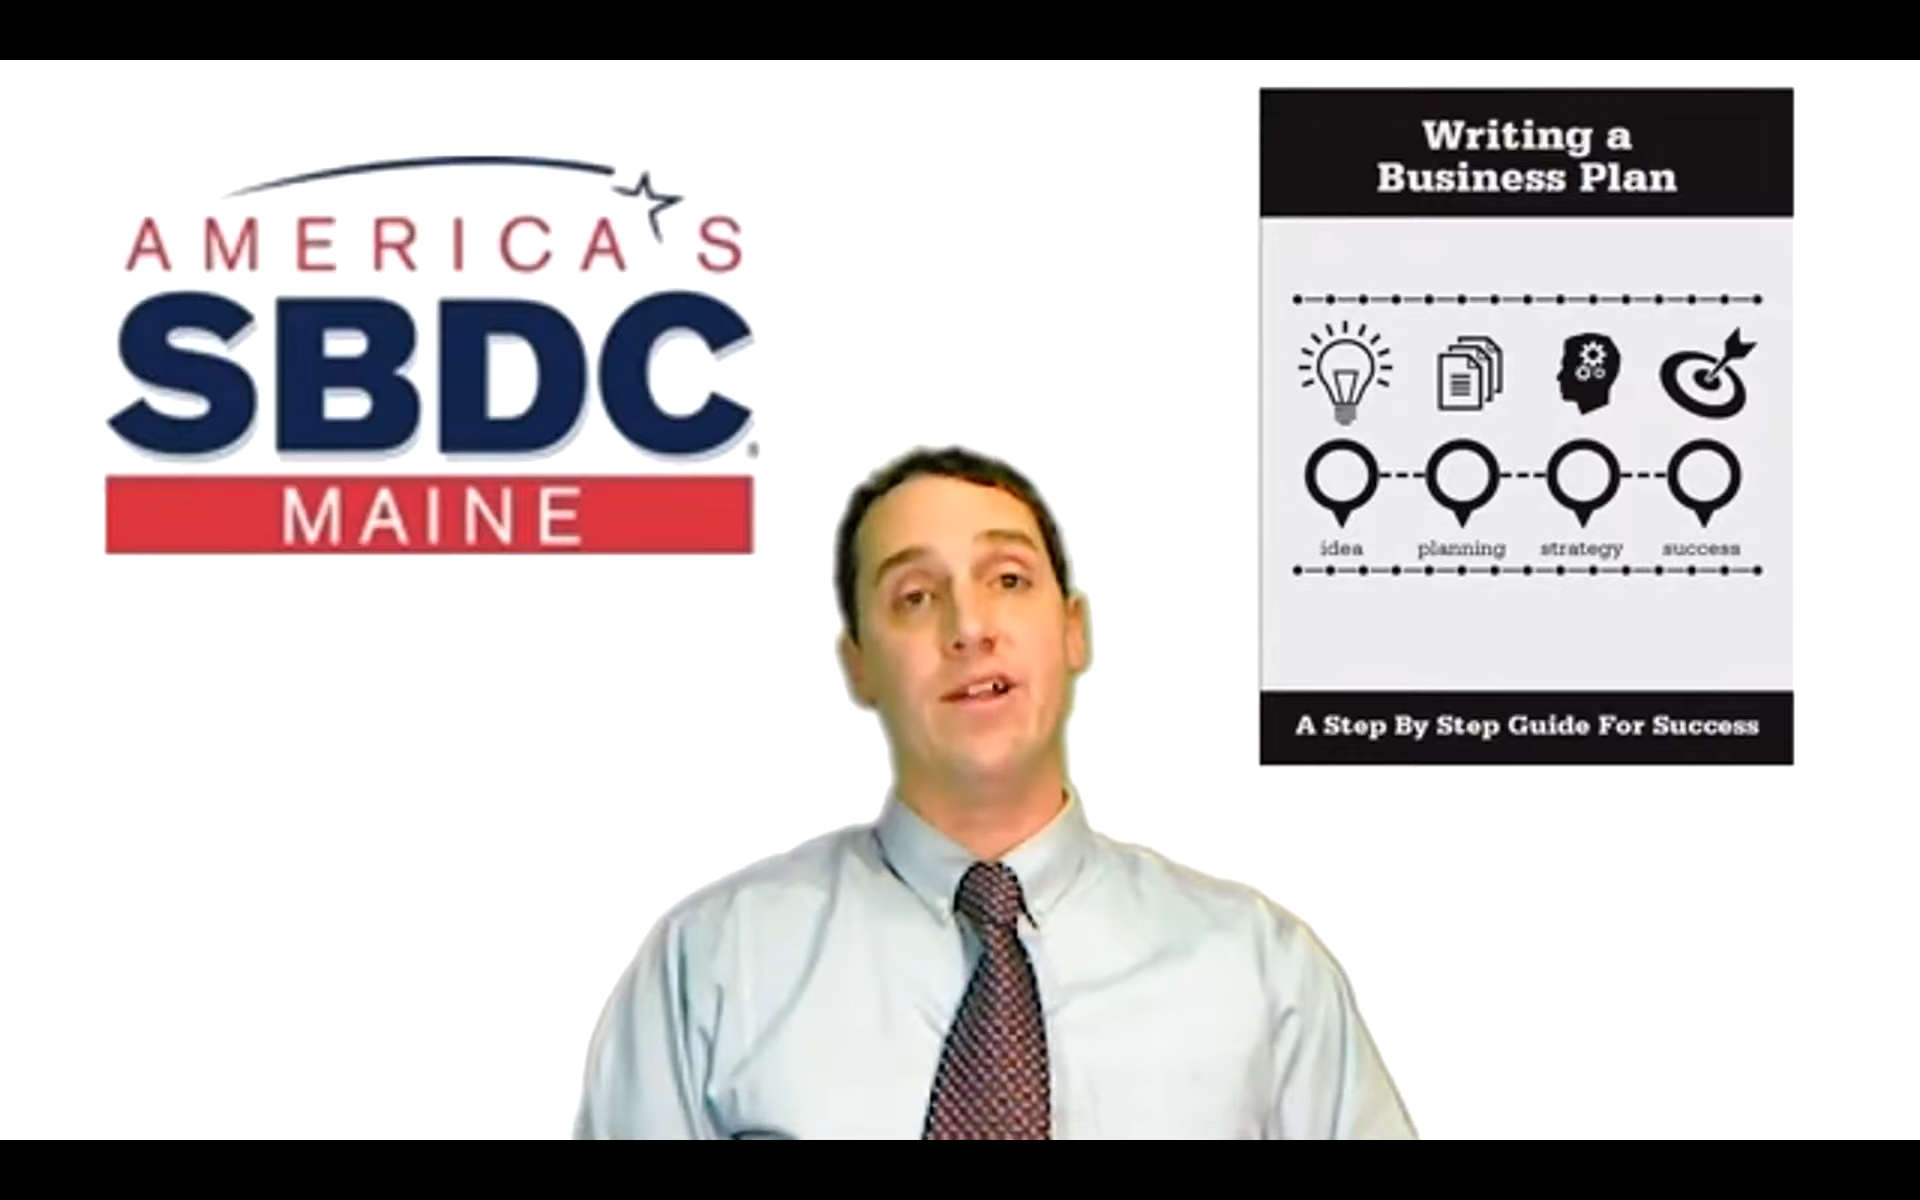 AMERICA'S
SBDC
MAINE
Writing a
Business Plan
idea planning strategy success
A Step By Step Guide For Success